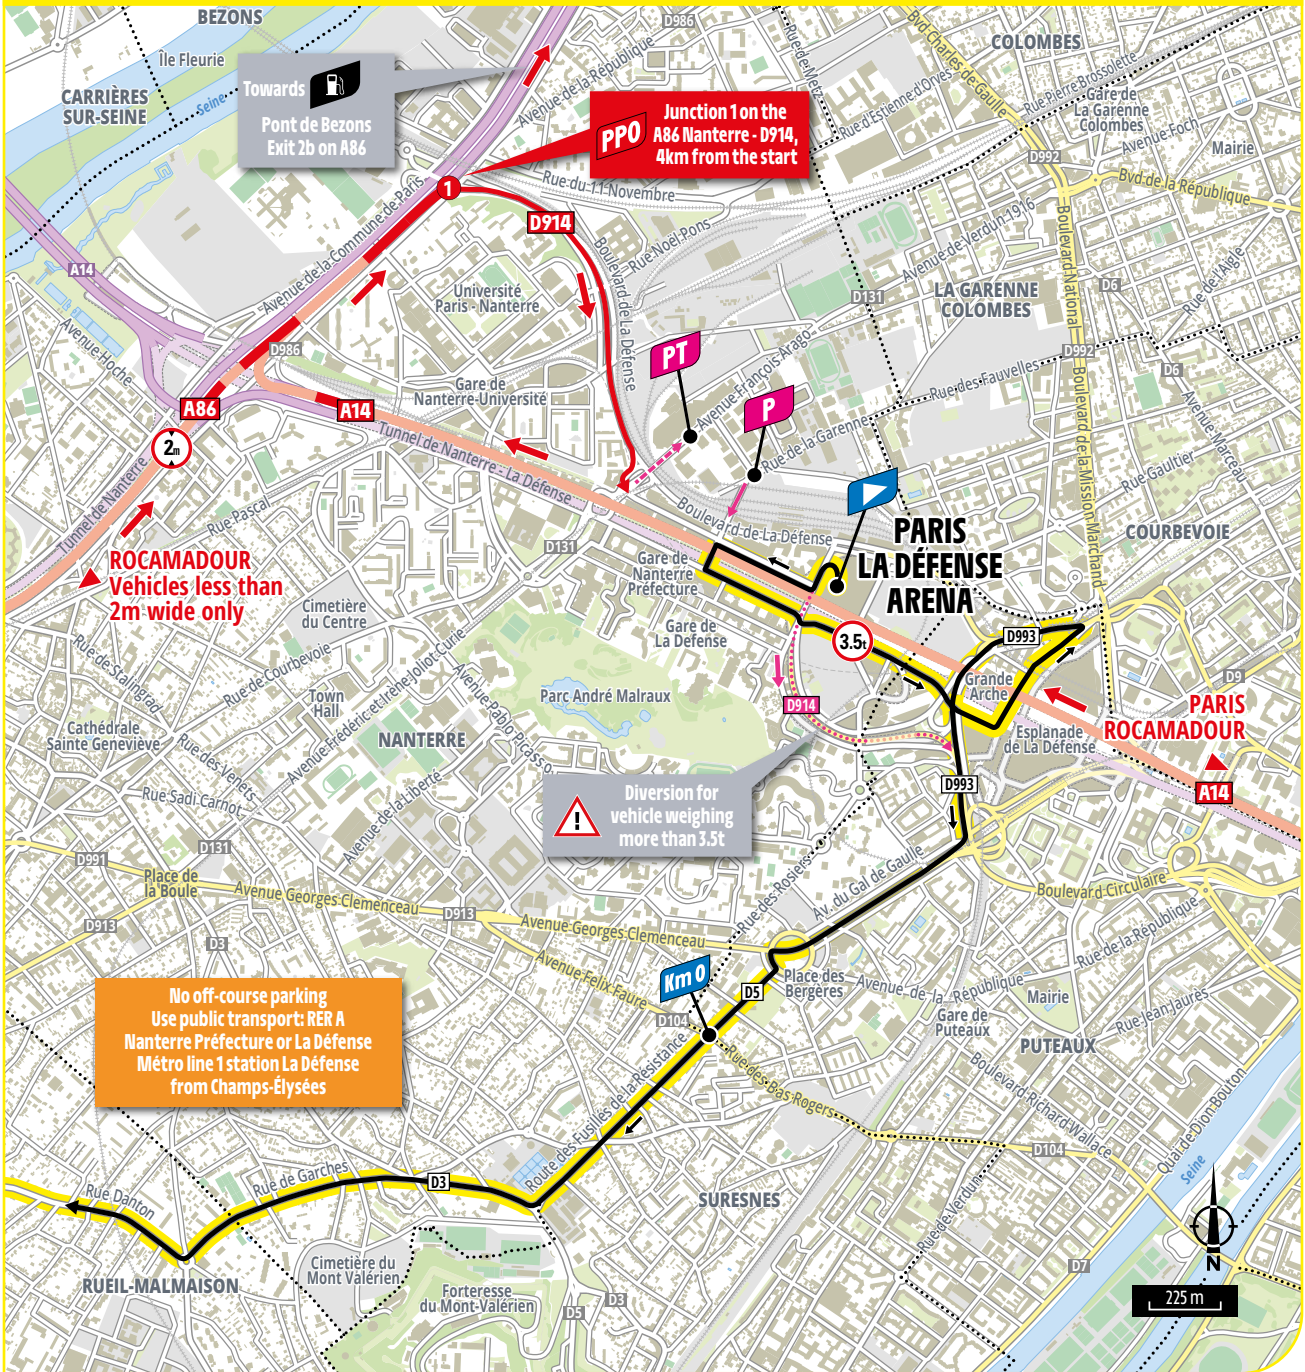 BEZONS
D986
COLOMBES
Île Fleurie
CARRIÈRES
SUR-SEINE
Seine
Towards
Pont de Bezons
Exit 2b on A86
Avenue de la République
Rue de Metz
Bvd Charles de Gaulle
Rue d'Estienne d'Orves
Rue Pierre Brossolette
Gare de
La Garenne
Colombes
Avenue Foch
Mairie
PPO
Junction 1 on the
A86 Nanterre - D914,
4km from the start
D992
Bvd de la République
Rue du 11 Novembre
1
D914
Avenue de la Commune de Paris
Boulevard de La Défense
Rue Noël Pons
Avenue de Verdun 1916
Boulevard National
Rue de l'Aigle
A14
Université
Paris - Nanterre
D131
LA GARENNE
COLOMBES
D6
Avenue Hoche
D986
PT
Avenue François Arago
D992
D6
Gare de
Nanterre-Université
Rue des Fauvelles
A86
A14
P
Rue de la Garenne
Boulevard de la Mission Marchand
Avenue Marceau
2m
Tunnel de Nanterre - La Défense
Rue Gaultier
Tunnel de Nanterre
Rue Pascal
Boulevard de La Défense
COURBEVOIE
PARIS
LA DÉFENSE
ARENA
D131
Gare de
Nanterre
Préfecture
ROCAMADOUR
Vehicles less than
2m wide only
Cimetière
du Centre
Gare de
La Defense
3.5t
D993
Rue de Stalingrad
Rue de Courbevoie
Avenue Frédéric et Irène Joliot Curie
Avenue Pablo Picasso
Town
Hall
Parc André Malraux
Grande
Arche
D9
D914
PARIS
ROCAMADOUR
Cathédrale
Sainte Geneviève
NANTERRE
Esplanade
de La Défense
Rue des Venets
Rue Sadi Carnot
Avenue de la Liberté
D993
A14
Diversion for
vehicle weighing
more than 3.5t
D991
D131
Place de
la Boule
Avenue Georges Clemenceau
D913
Rue des Rosiers
Av. du Gal de Gaulle
Boulevard Circulaire
D913
D3
Avenue Georges Clemenceau
Rue de la République
Avenue Felix Faure
Km 0
Place des
Bergères
Avenue de la République
D5
Mairie
Rue Jean Jaurès
No off-course parking
Use public transport: RER A
Nanterre Préfecture or La Défense
Métro line 1 station La Défense
from Champs-Élysées
D104
Gare de
Puteaux
PUTEAUX
Rue des Bas Rogers
Boulevard Richard Wallace
Quai de Dion Bouton
Route des Fusillés de la Résistance
D104
Seine
Rue de Garches
D3
Rue Danton
SURESNES
Rue de Verdun
Cimetière du
Mont Valérien
D7
N
RUEIL-MALMAISON
Forteresse
du Mont-Valérien
D3
D5
225 m